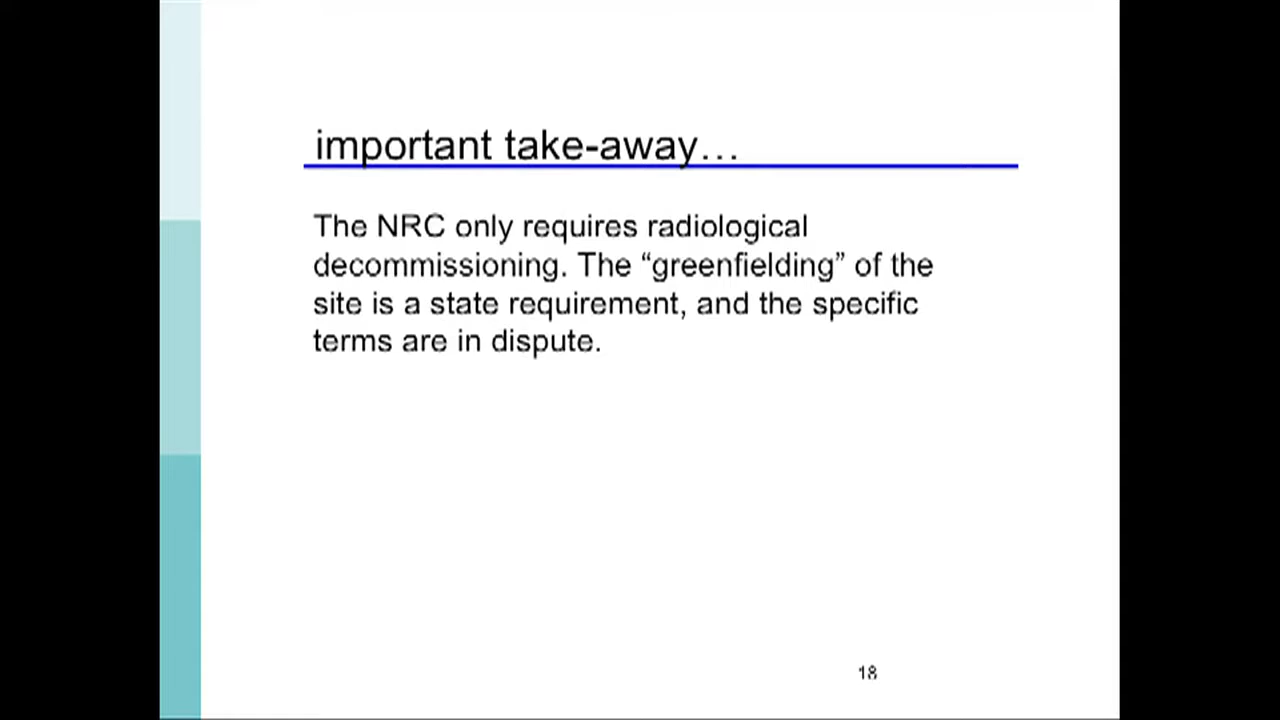 important take-away…
The NRC only requires radiological
decommissioning. The “greenfielding” of the
site is a state requirement, and the specific
terms are in dispute.
18